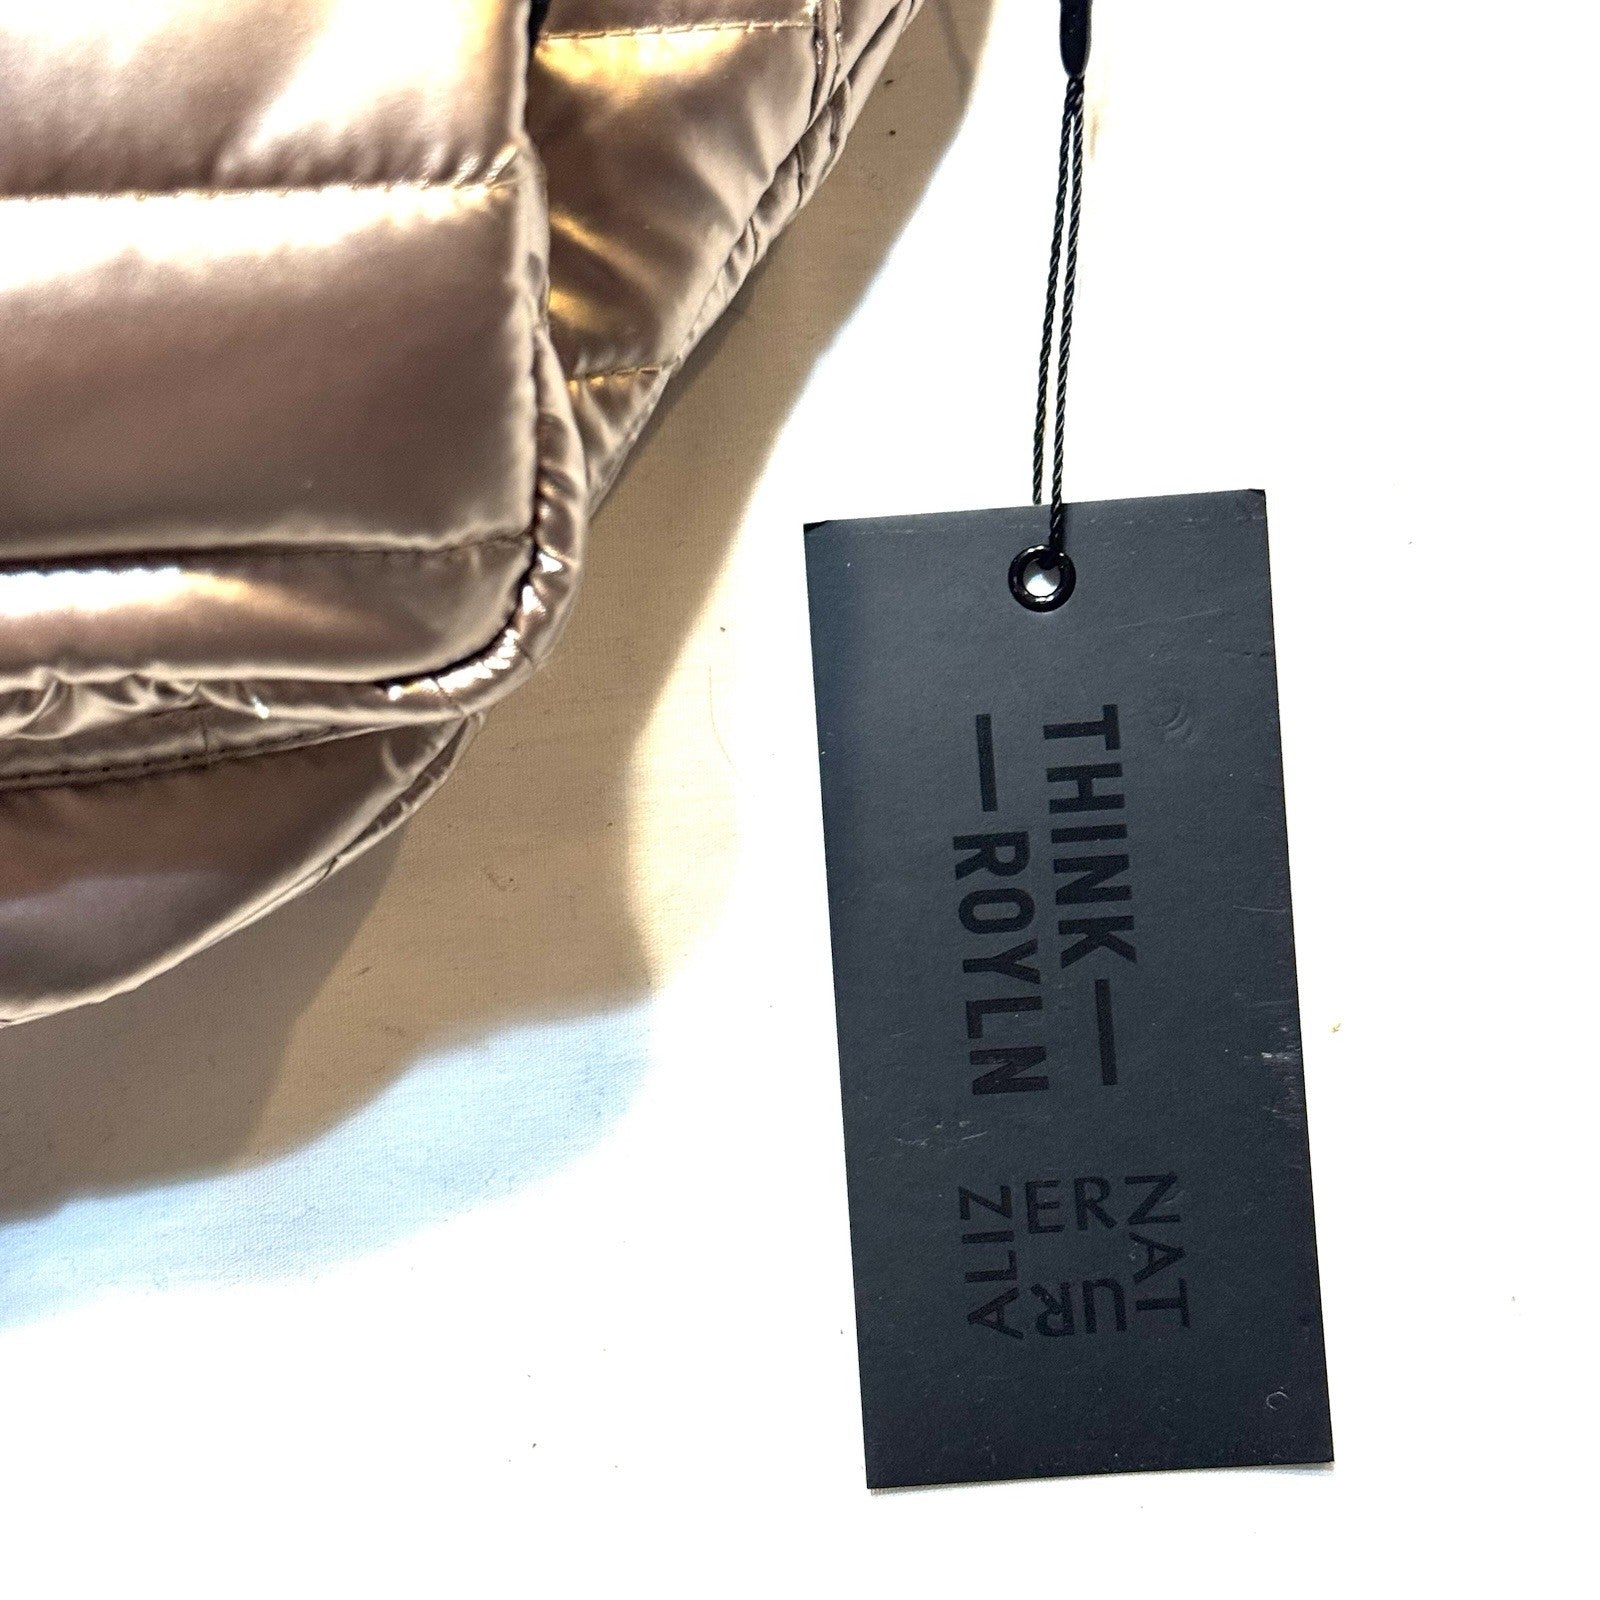 THINK—
—ROYLN
NAT
UR
ALIZ
ER